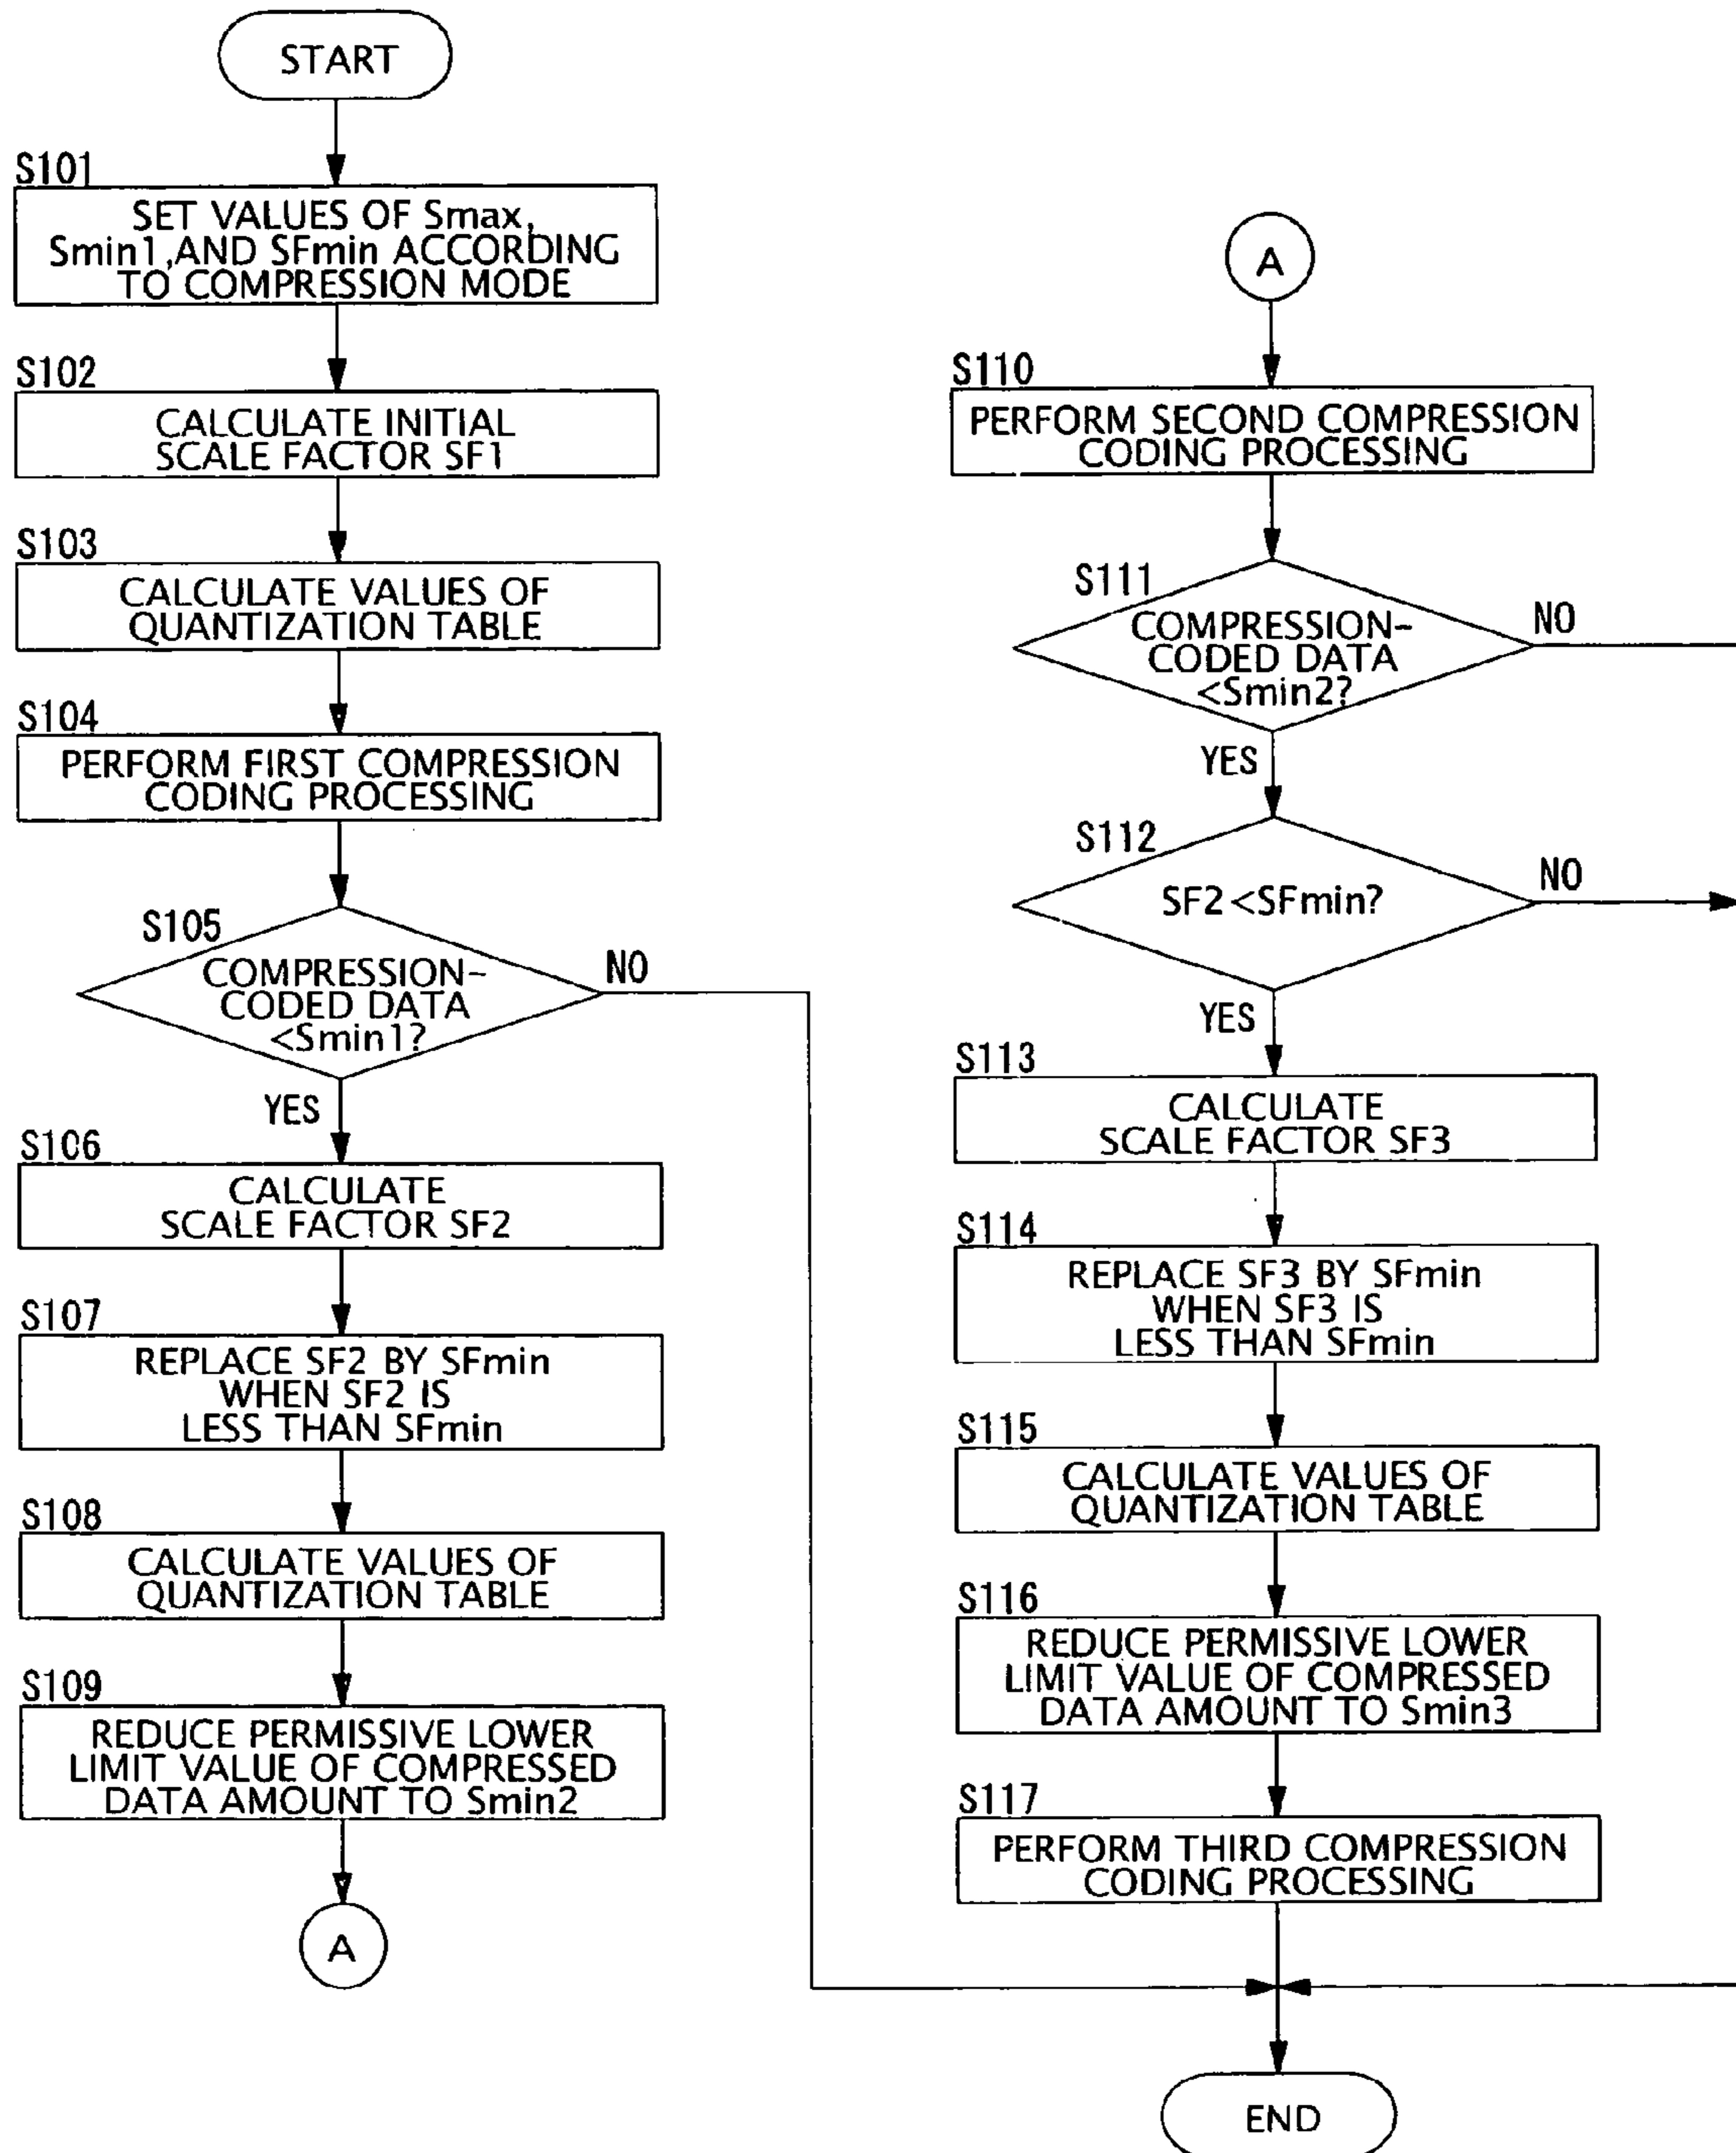 START
S101
SET VALUES OF Smax,
Smin1,AND SFmin ACCORDING
TO COMPRESSION MODE
S102
CALCULATE INITIAL
SCALE FACTOR SF1
S103
CALCULATE VALUES OF
QUANTIZATION TABLE
S104
PERFORM FIRST COMPRESSION
CODING PROCESSING
S105
COMPRESSION-
CODED DATA
<Smin1?
NO
YES
S106
CALCULATE
SCALE FACTOR SF2
S107
REPLACE SF2 BY SFmin
WHEN SF2 IS
LESS THAN SFmin
S108
CALCULATE VALUES OF
QUANTIZATION TABLE
S109
REDUCE PERMISSIVE LOWER
LIMIT VALUE OF COMPRESSED
DATA AMOUNT TO Smin2
A
A
S110
PERFORM SECOND COMPRESSION
CODING PROCESSING
S111
COMPRESSION-
CODED DATA
<Smin2?
NO
YES
S112
SF2<SFmin?
NO
YES
S113
CALCULATE
SCALE FACTOR SF3
S114
REPLACE SF3 BY SFmin
WHEN SF3 IS
LESS THAN SFmin
S115
CALCULATE VALUES OF
QUANTIZATION TABLE
S116
REDUCE PERMISSIVE LOWER
LIMIT VALUE OF COMPRESSED
DATA AMOUNT TO Smin3
S117
PERFORM THIRD COMPRESSION
CODING PROCESSING
END